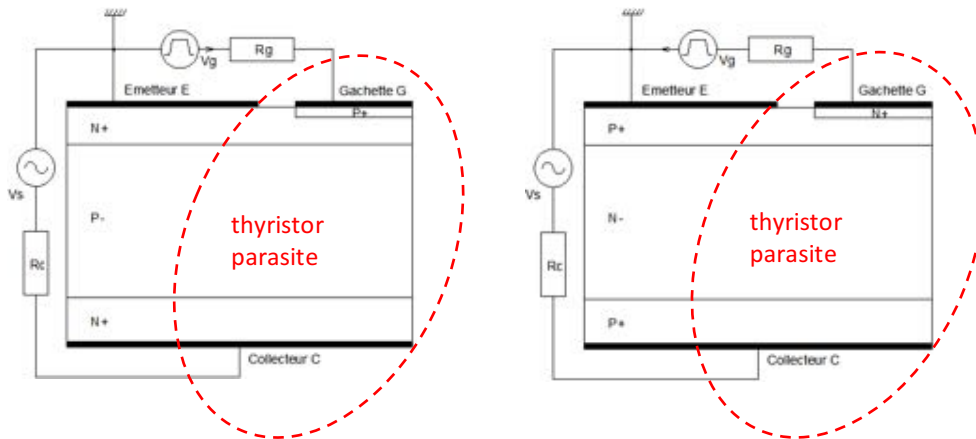 Vg
Rg
Emetteur E
Gachette G
P+
N+
Vs
P-
thyristor
parasite
Rc
N+
Collecteur C
Vg
Rg
Emetteur E
Gachette G
N+
P+
Vs
N-
thyristor
parasite
Rc
P+
Collecteur C